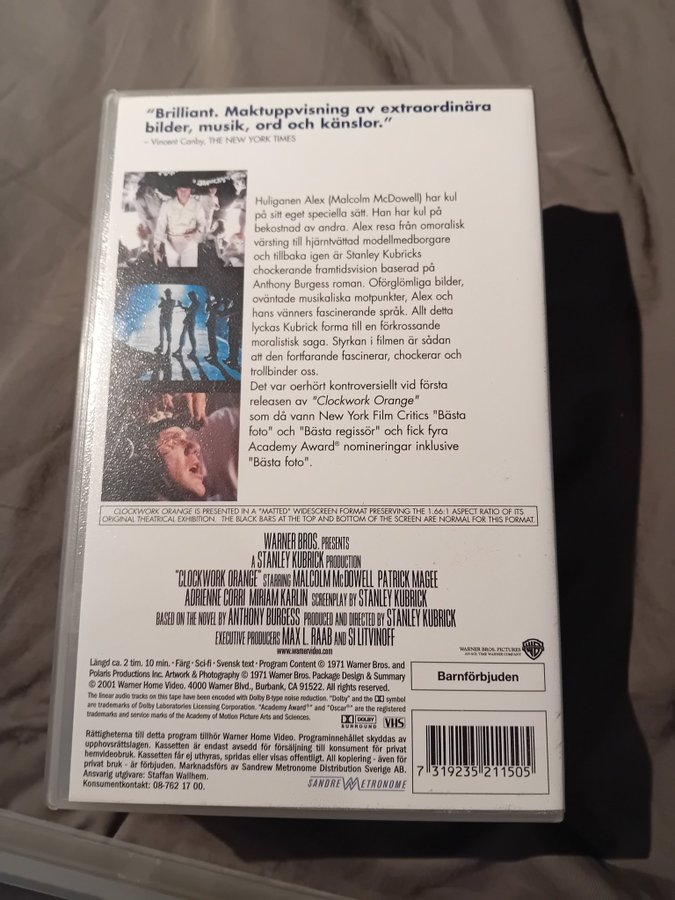 "Brilliant. Maktuppvisning av extraordinära
bilder, musik, ord och känslor."
– Vincent Canby, THE NEW YORK TIMES
Huliganen Alex (Malcolm McDowell) har kul
på sitt eget speciella sätt. Han har kul på
bekostnad av andra. Alex resa från omoralisk
värsting till hjärntvättad modellmedborgare
och tillbaka igen är Stanley Kubricks
chockerande framtidsvision baserad på
Anthony Burgess roman. Oförglömliga bilder,
oväntade musikaliska motpunkter, Alex och
hans vänners fascinerande språk. Allt detta
lyckas Kubrick forma till en förkrossande
moralistisk saga. Styrkan i filmen är sådan
att den fortfarande fascinerar, chockerar och
trollbinder oss.
Det var oerhört kontroversiellt vid första
releasen av "Clockwork Orange"
som då vann New York Film Critics "Bästa
foto" och "Bästa regissör" och fick fyra
Academy Award® nomineringar inklusive
"Bästa foto".
CLOCKWORK ORANGE IS PRESENTED IN A "MATTED" WIDESCREEN FORMAT PRESERVING THE 1.66:1 ASPECT RATIO OF ITS
ORIGINAL THEATRICAL EXHIBITION. THE BLACK BARS AT THE TOP AND BOTTOM OF THE SCREEN ARE NORMAL FOR THIS FORMAT.
WARNER BROS. PRESENTS
A STANLEY KUBRICK PRODUCTION
"CLOCKWORK ORANGE" STARRING MALCOLM McDOWELL PATRICK MAGEE
ADRIENNE CORRI MIRIAM KARLIN SCREENPLAY BY STANLEY KUBRICK
BASED ON THE NOVEL BY ANTHONY BURGESS PRODUCED AND DIRECTED BY STANLEY KUBRICK
EXECUTIVE PRODUCERS MAX L. RAAB AND SI LITVINOFF
www.warnervideo.com
WARNER BROS. PICTURES
AN AOL TIME WARNER COMPANY
Längd ca. 2 tim. 10 min. · Färg · Sci-fi · Svensk text · Program Content © 1971 Warner Bros. and
Polaris Productions Inc. Artwork & Photography © 1971 Warner Bros. Package Design & Summary
© 2001 Warner Home Video. 4000 Warner Blvd., Burbank, CA 91522. All rights reserved.
The linear audio tracks on this tape have been encoded with Dolby B-type noise reduction. "Dolby" and the DD symbol
are trademarks of Dolby Laboratories Licensing Corporation. "Academy Award®" and "Oscar®" are the registered
trademarks and service marks of the Academy of Motion Picture Arts and Sciences.
DOLBY SURROUND
VHS
Barnförbjuden
Rättigheterna till detta program tillhör Warner Home Video. Programinnehållet skyddas av
upphovsrättslagen. Kassetten är endast avsedd för försäljning till konsument för privat
hemvideobruk. Kassetten får ej uthyras, spridas eller visas offentligt. All kopiering - även för
privat bruk - är förbjuden. Marknadsförs av Sandrew Metronome Distribution Sverige AB.
Ansvarig utgivare: Staffan Wallhem.
Konsumentkontakt: 08-762 17 00.
SANDREW METRONOME
7 319235 211505